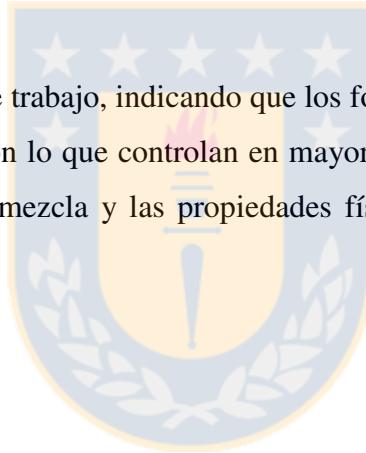 e trabajo, indicando que los fo
n lo que controlan en mayor
mezcla y las propiedades fís